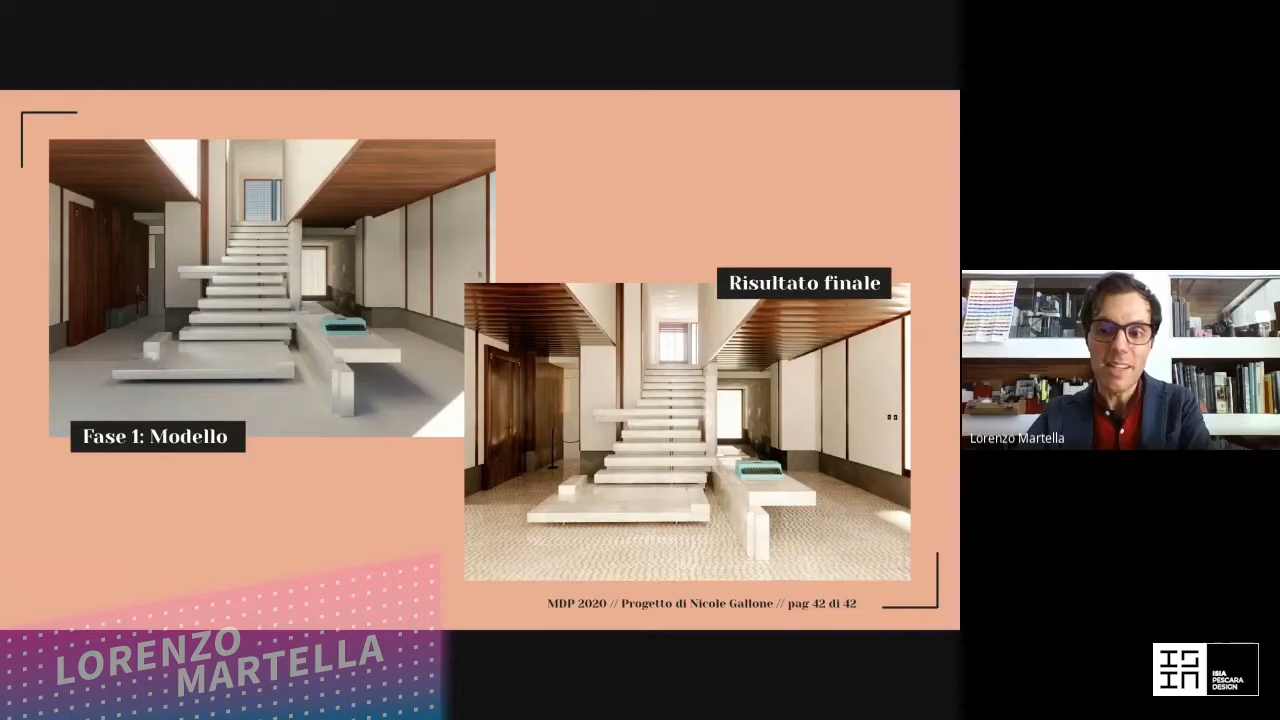 Risultato finale
Fase 1: Modello
MDP 2020 // Progetto di Nicole Gallone // pag 42 di 42
LORENZO
MARTELLA
Lorenzo Martella
ISIA
PESCARA
DESIGN